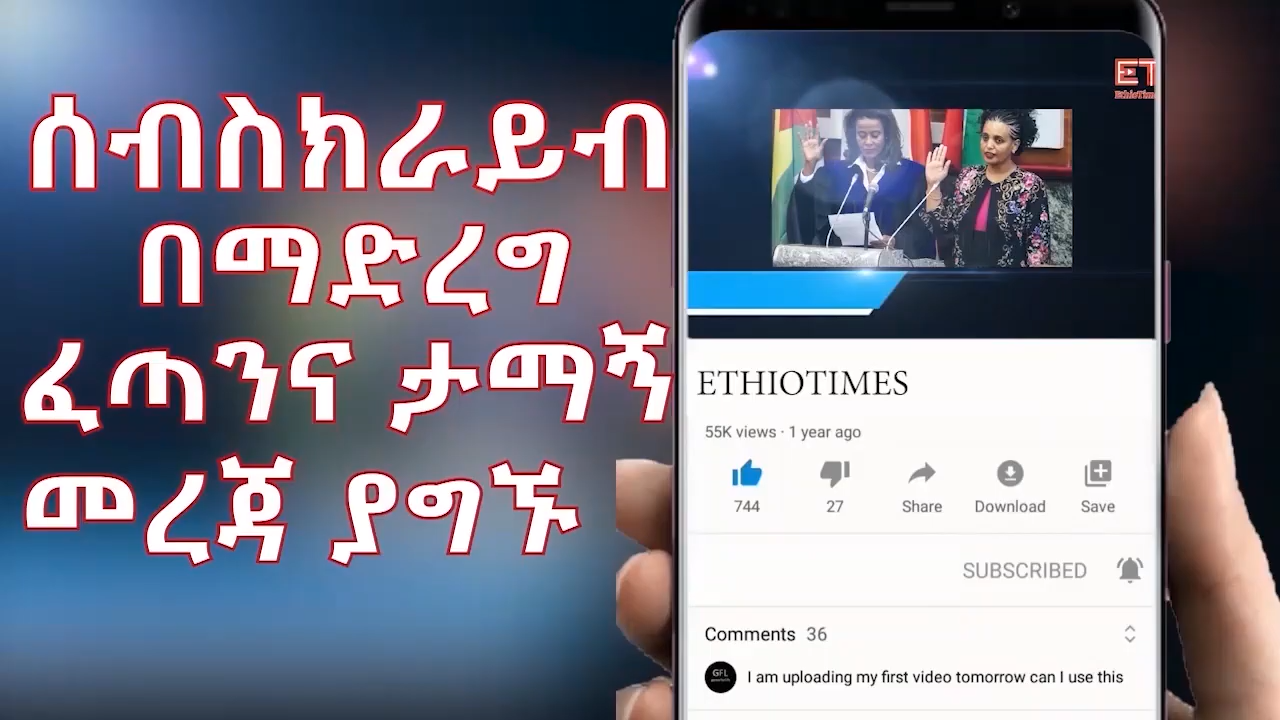 ሰብስክራይብ
በማድረግ
ፈጣንና ታማኝ
መረጃ ያግኙ
ET
ETHIOTIMES
55K views · 1 year ago
744
27
Share
Download
Save
SUBSCRIBED
Comments 36
GFL
I am uploading my first video tomorrow can I use this